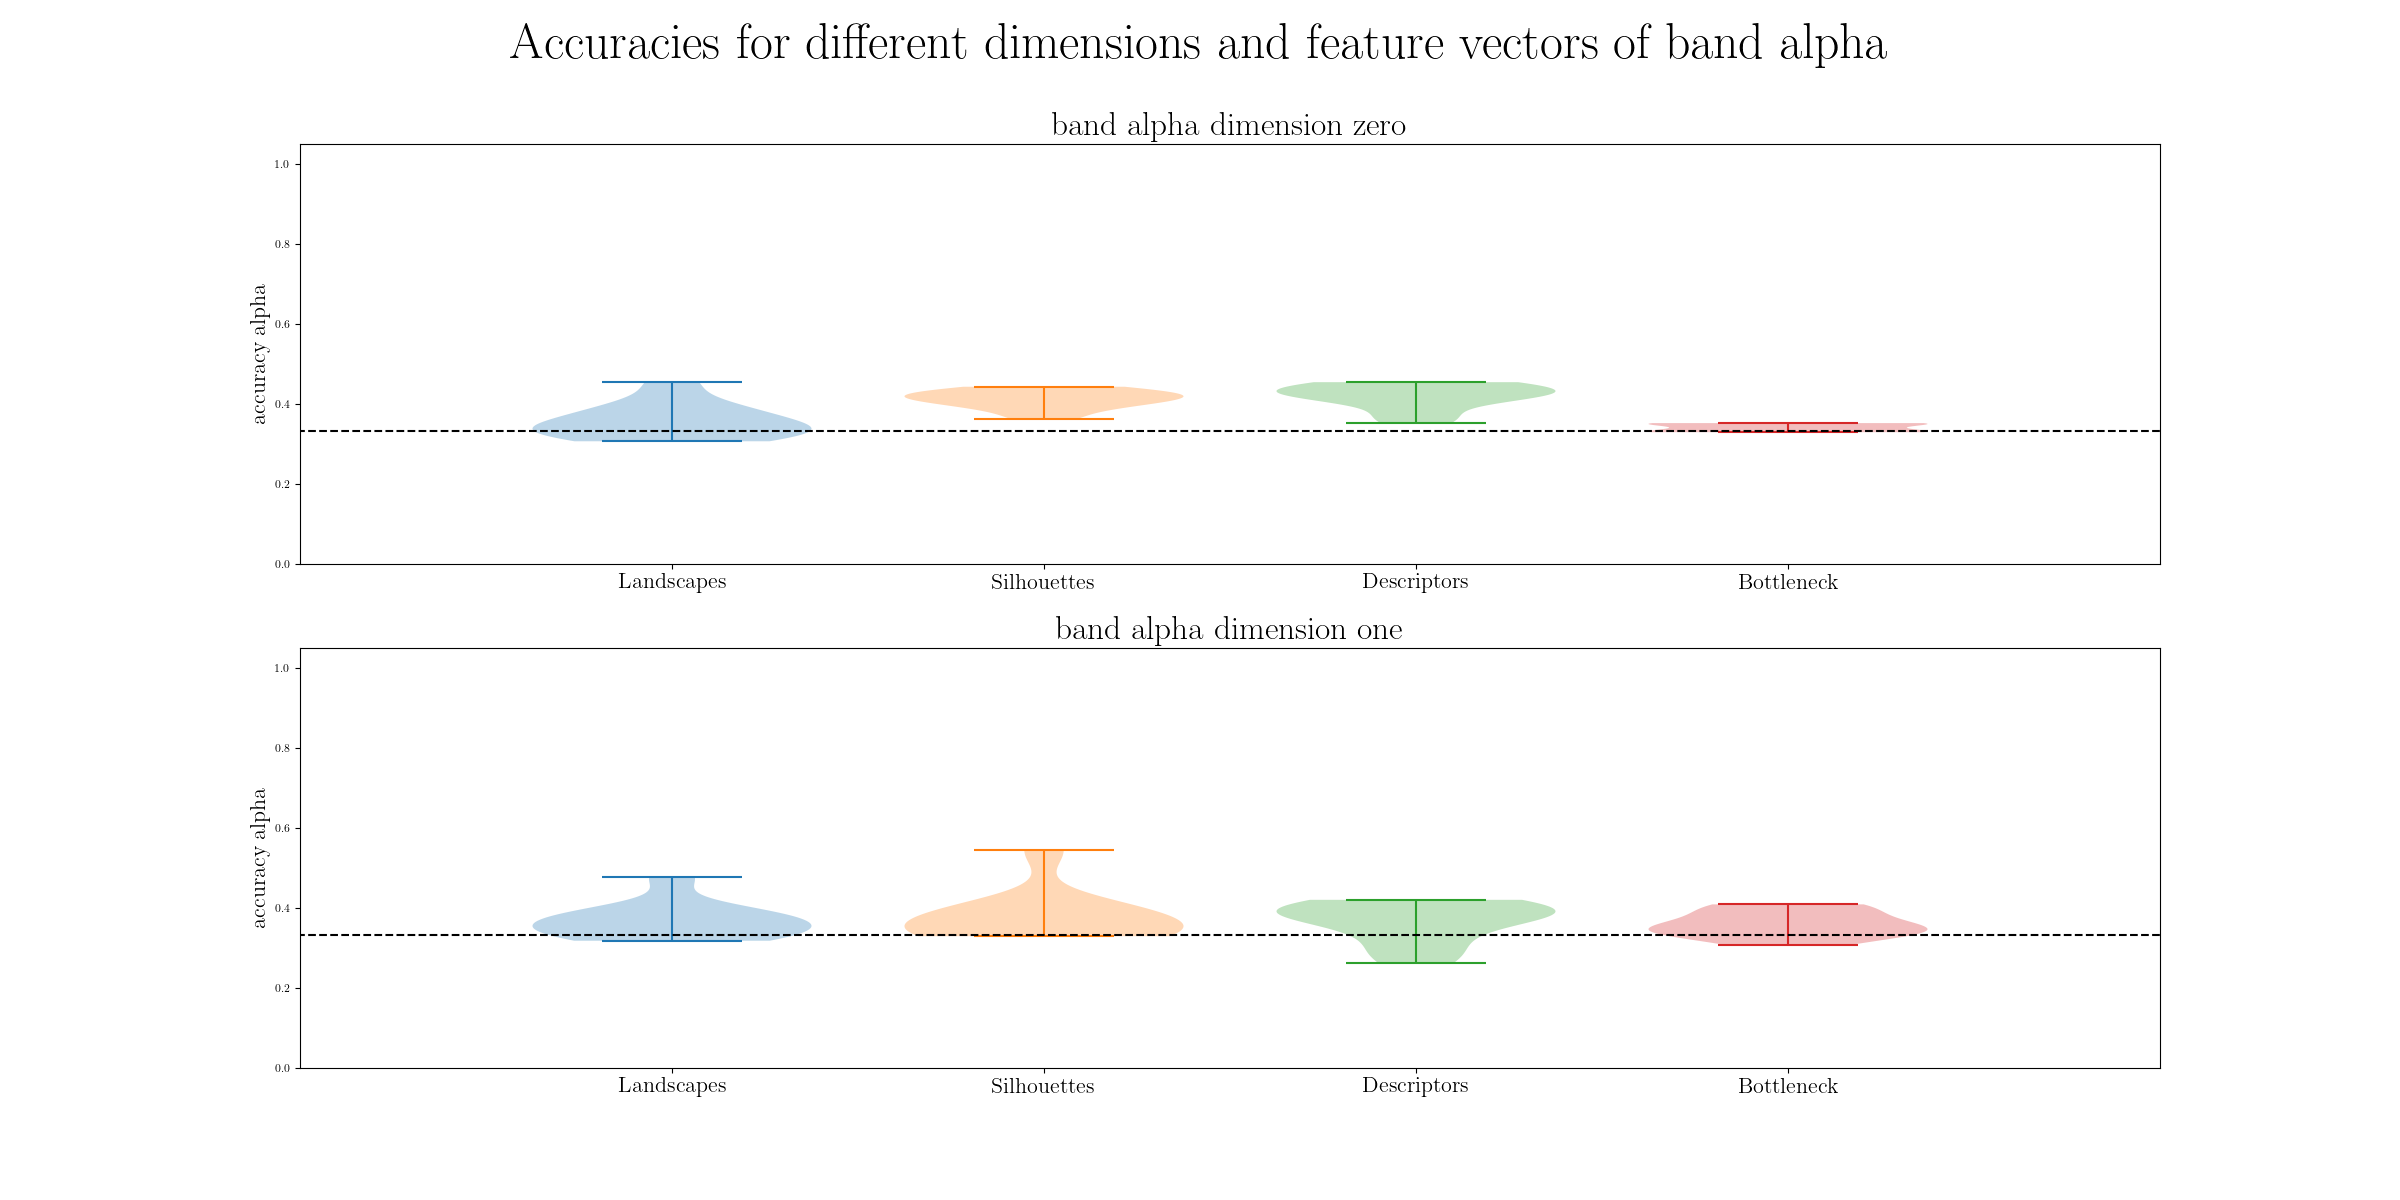 Accuracies for different dimensions and feature vectors of band alpha
band alpha dimension zero
1.0
0.8
0.6
0.4
0.2
0.0
accuracy alpha
Landscapes Silhouettes Descriptors Bottleneck
band alpha dimension one
1.0
0.8
0.6
0.4
0.2
0.0
accuracy alpha
Landscapes Silhouettes Descriptors Bottleneck